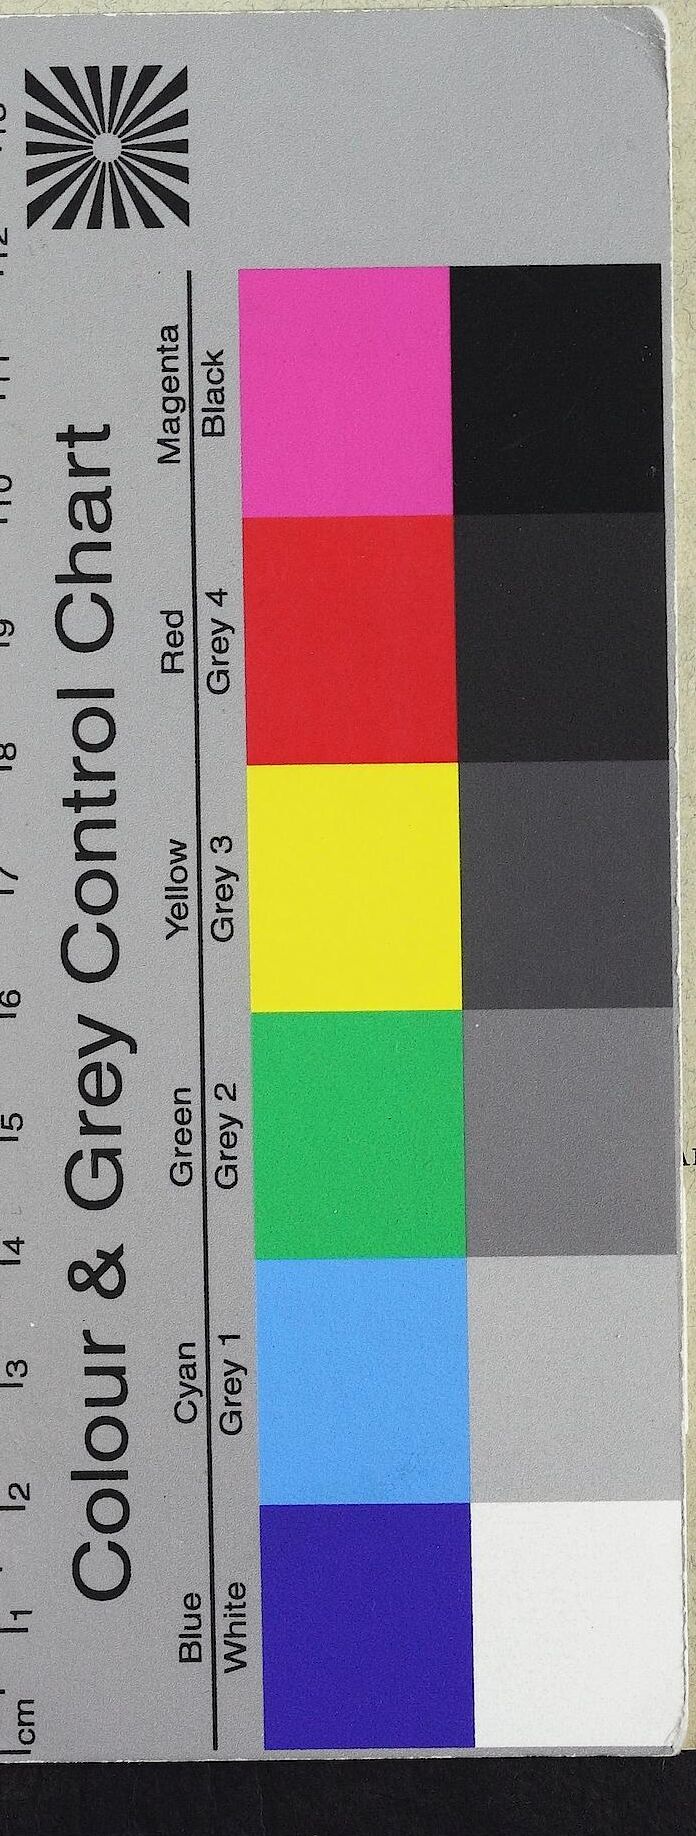 cm 1 2 3 4 5 6 7 8 9 10 11 12 13
Colour & Grey Control Chart
Blue Cyan Green Yellow Red Magenta
White Grey 1 Grey 2 Grey 3 Grey 4 Black